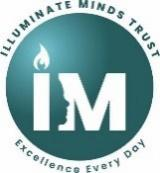 ILLUMINATE MINDS TRUST
IM
Excellence Every Day